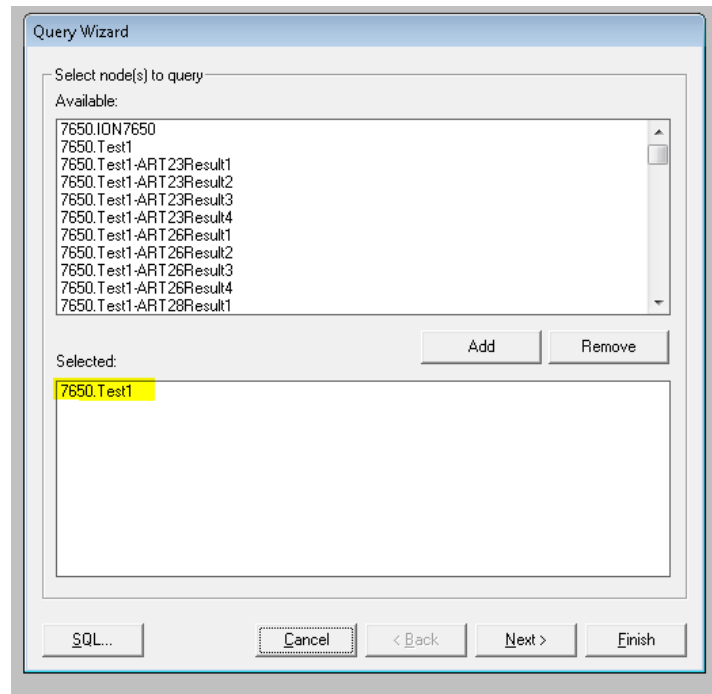 Query Wizard
Select node(s) to query
Available:
7650.ION7650
7650.Test1
7650.Test1-ART23Result1
7650.Test1-ART23Result2
7650.Test1-ART23Result3
7650.Test1-ART23Result4
7650.Test1-ART26Result1
7650.Test1-ART26Result2
7650.Test1-ART26Result3
7650.Test1-ART26Result4
7650.Test1-ART28Result1
Add Remove
Selected:
7650.Test1
SQL... Cancel < Back Next > Finish